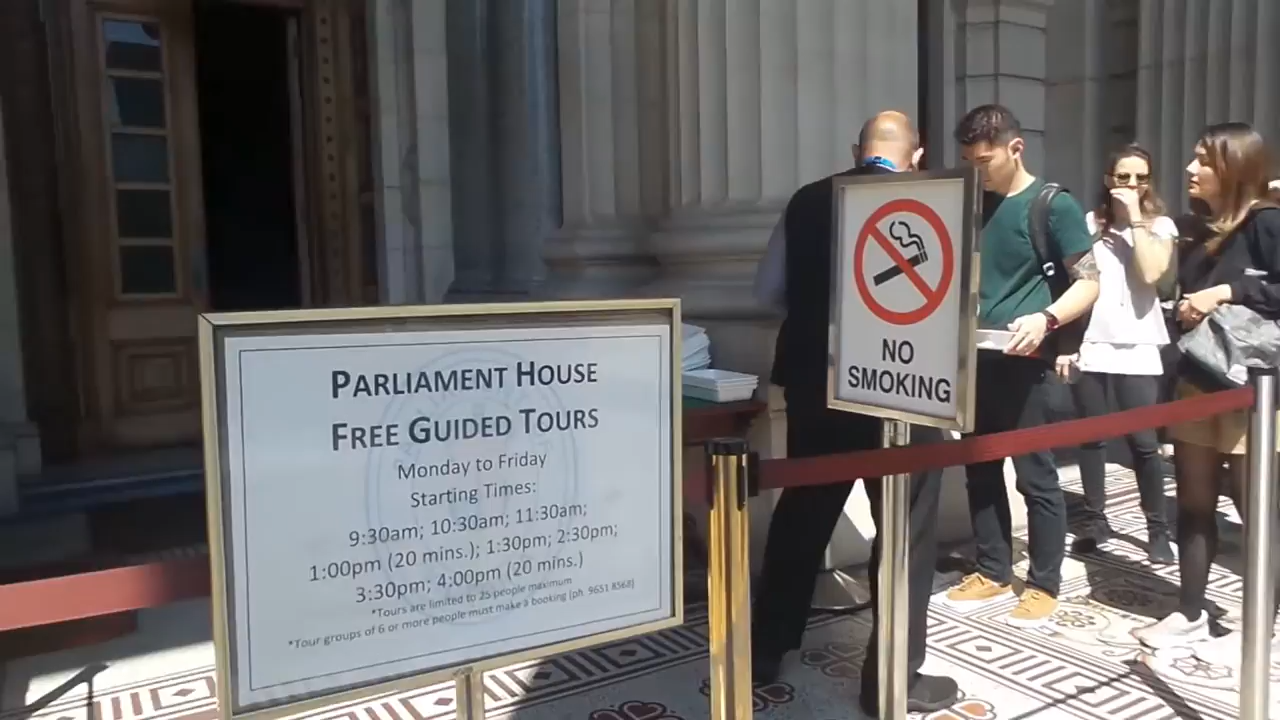 PARLIAMENT HOUSE
FREE GUIDED TOURS
Monday to Friday
Starting Times:
9:30am; 10:30am; 11:30am;
1:00pm (20 mins.); 1:30pm; 2:30pm;
3:30pm; 4:00pm (20 mins.)
*Tours are limited to 25 people maximum
*Tour groups of 6 or more people must make a booking (ph. 9651 8568)
NO
SMOKING